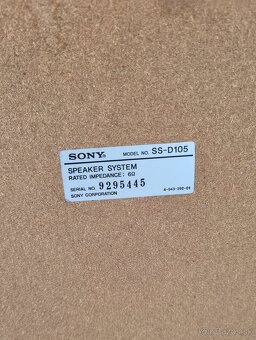 SONY® MODEL NO. SS-D105
SPEAKER SYSTEM
RATED IMPEDANCE: 6Ω
SERIAL NO. 9295445
SONY CORPORATION